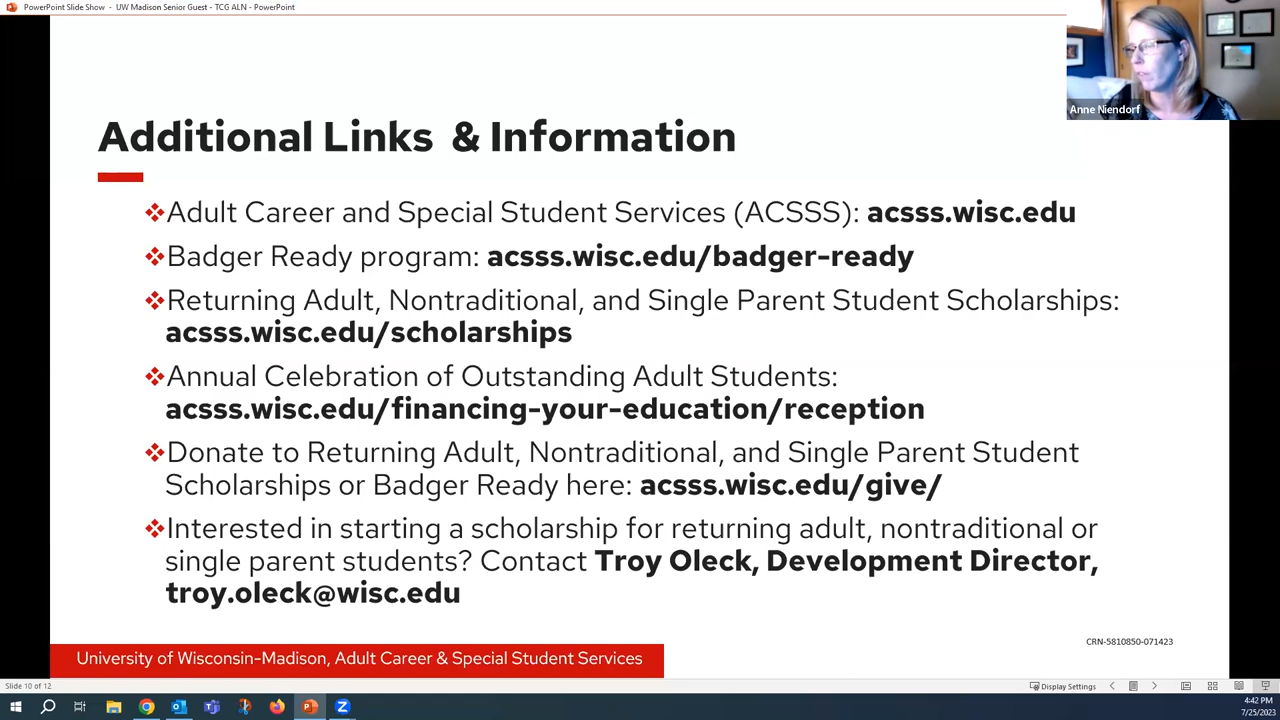 PowerPoint Slide Show - UW Madison Senior Guest - TCG ALN - PowerPoint
Anne Niendorf
Additional Links & Information
Adult Career and Special Student Services (ACSSS): acsss.wisc.edu
Badger Ready program: acsss.wisc.edu/badger-ready
Returning Adult, Nontraditional, and Single Parent Student Scholarships:
acsss.wisc.edu/scholarships
Annual Celebration of Outstanding Adult Students:
acsss.wisc.edu/financing-your-education/reception
Donate to Returning Adult, Nontraditional, and Single Parent Student
Scholarships or Badger Ready here: acsss.wisc.edu/give/
Interested in starting a scholarship for returning adult, nontraditional or
single parent students? Contact Troy Oleck, Development Director,
troy.oleck@wisc.edu
CRN-5810850-071423
University of Wisconsin-Madison, Adult Career & Special Student Services
Slide 10 of 12
Display Settings
4:42 PM
7/25/2023